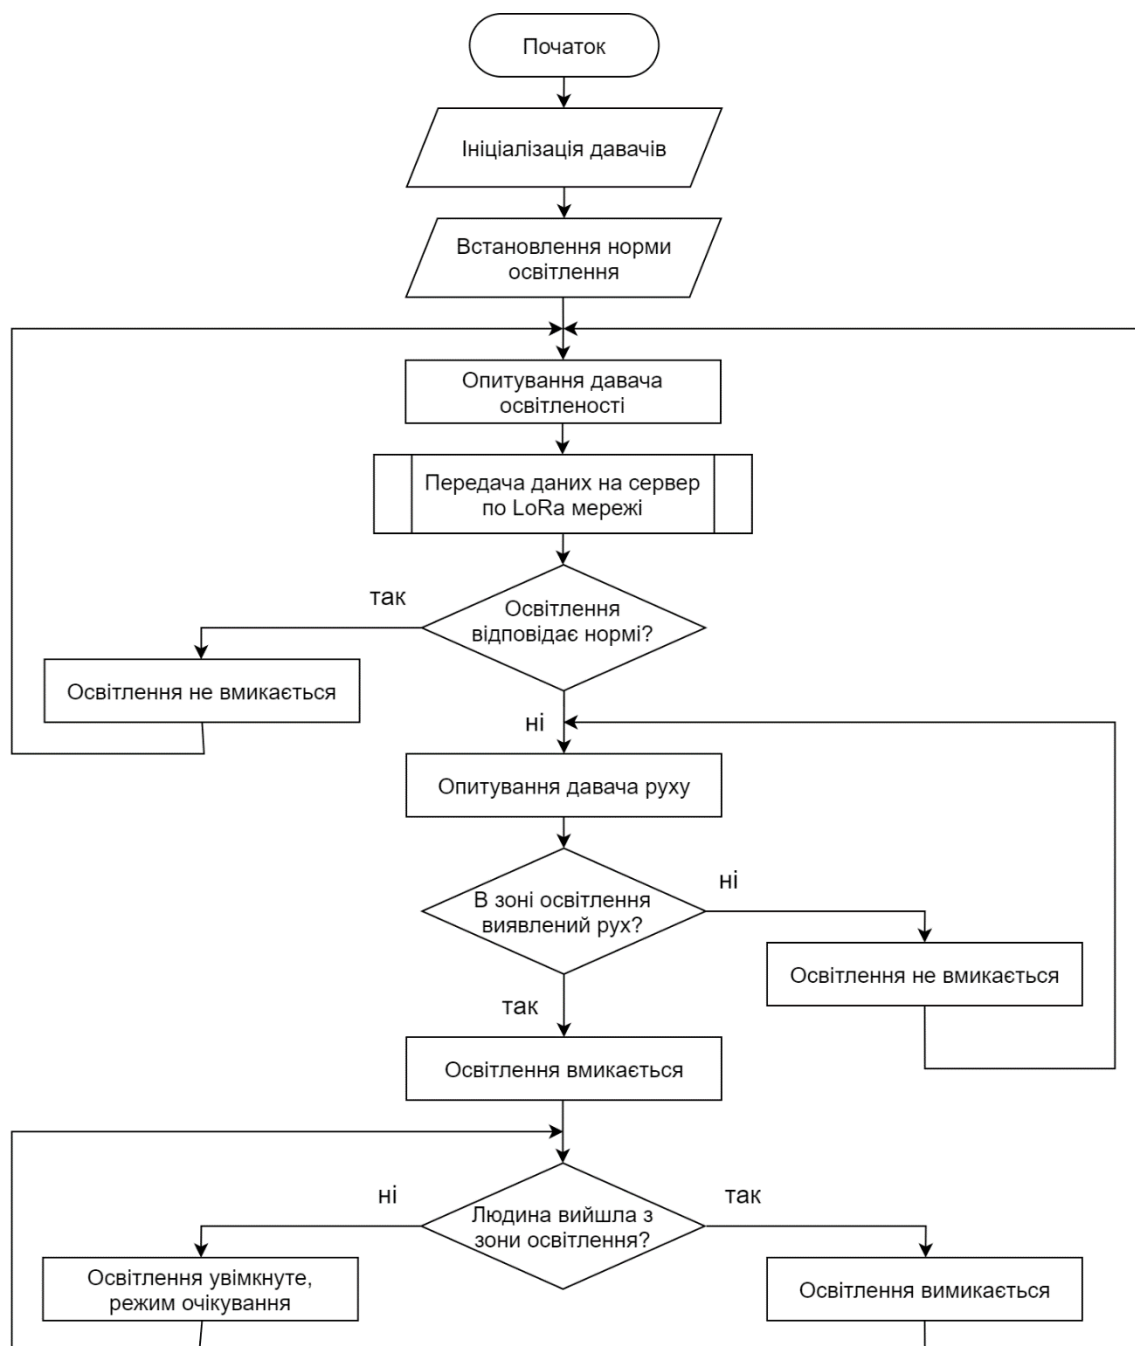 Початок
Ініціалізація давачів
Встановлення норми
освітлення
Опитування давача
освітленості
Передача даних на сервер
по LoRa мережі
так
Освітлення
відповідає нормі?
Освітлення не вмикається
ні
Опитування давача руху
ні
В зоні освітлення
виявлений рух?
Освітлення не вмикається
так
Освітлення вмикається
ні
так
Людина вийшла з
зони освітлення?
Освітлення увімкнуте,
режим очікування
Освітлення вимикається